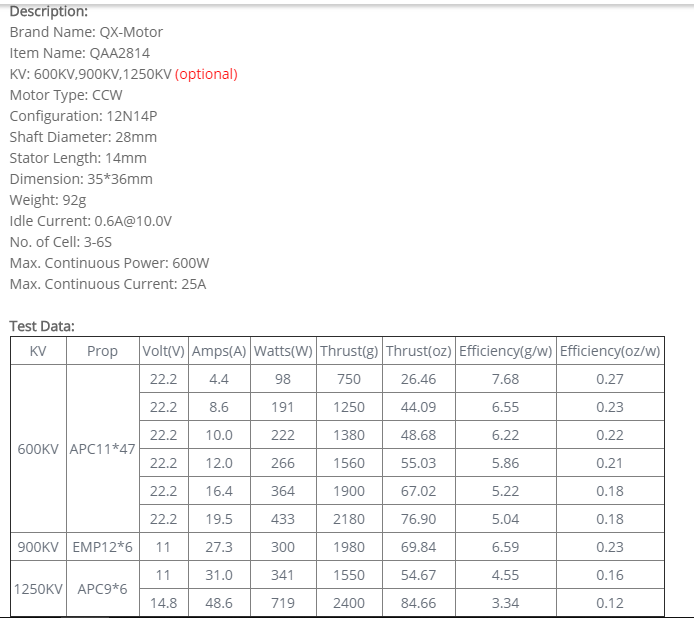 Description:
Brand Name: QX-Motor
Item Name: QAA2814
KV: 600KV,900KV,1250KV (optional)
Motor Type: CCW
Configuration: 12N14P
Shaft Diameter: 28mm
Stator Length: 14mm
Dimension: 35*36mm
Weight: 92g
Idle Current: 0.6A@10.0V
No. of Cell: 3-6S
Max. Continuous Power: 600W
Max. Continuous Current: 25A
Test Data:
KV Prop Volt(V) Amps(A) Watts(W) Thrust(g) Thrust(oz) Efficiency(g/w) Efficiency(oz/w)
22.2 4.4 98 750 26.46 7.68 0.27
22.2 8.6 191 1250 44.09 6.55 0.23
22.2 10.0 222 1380 48.68 6.22 0.22
600KV APC11*47
22.2 12.0 266 1560 55.03 5.86 0.21
22.2 16.4 364 1900 67.02 5.22 0.18
22.2 19.5 433 2180 76.90 5.04 0.18
900KV EMP12*6 11 27.3 300 1980 69.84 6.59 0.23
11 31.0 341 1550 54.67 4.55 0.16
1250KV APC9*6
14.8 48.6 719 2400 84.66 3.34 0.12